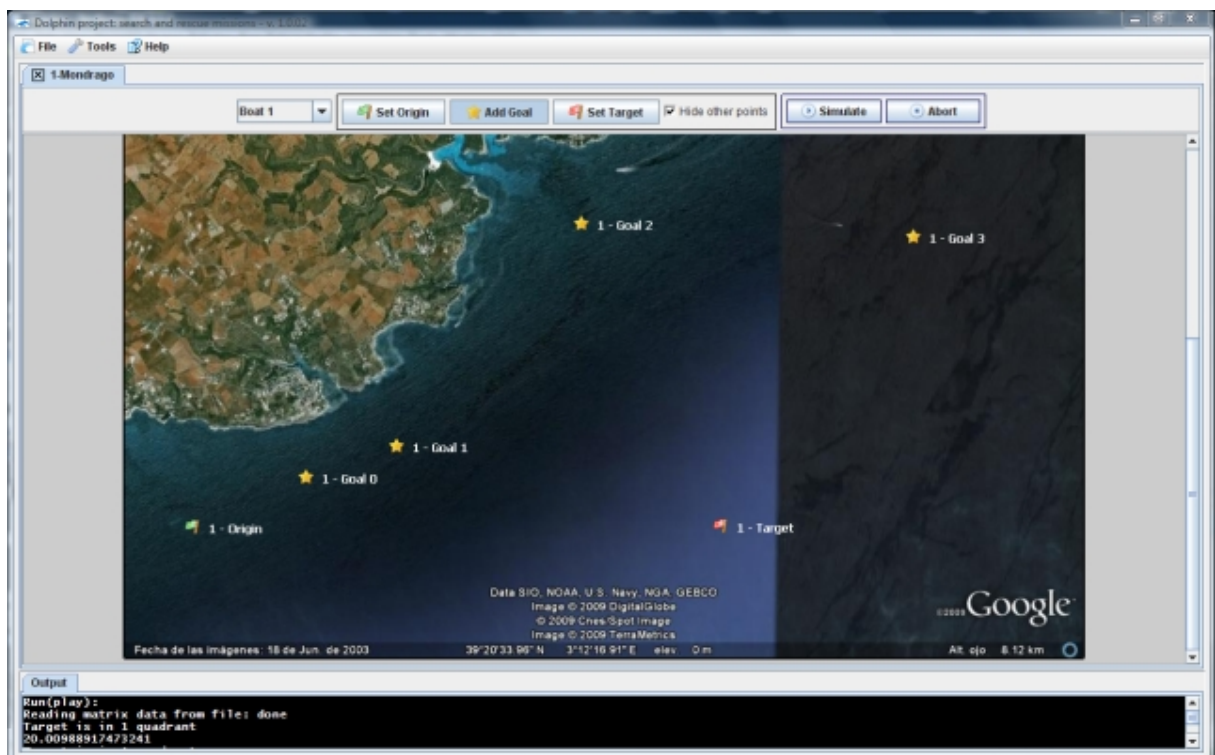 Dolphin project: search and rescue missions - v. 1.0.02
File Tools Help
1-Mondrago
Boat 1 Set Origin Add Goal Set Target Hide other points Simulate Abort
1 - Goal 2
1 - Goal 3
1 - Goal 1
1 - Goal 0
1 - Origin
1 - Target
Data SIO, NOAA, U.S. Navy, NGA, GEBCO
Image © 2009 DigitalGlobe
© 2009 Cnes/Spot Image
Image © 2009 TerraMetrics
©2009 Google
Fecha de las imágenes: 18 de Jun. de 2003 39°20'33.96" N 3°12'16.91" E elev. 0 m Alt. ojo 8.12 km
Output
Run(play):
Reading matrix data from file: done
Target is in 1 quadrant
20.00988917473241